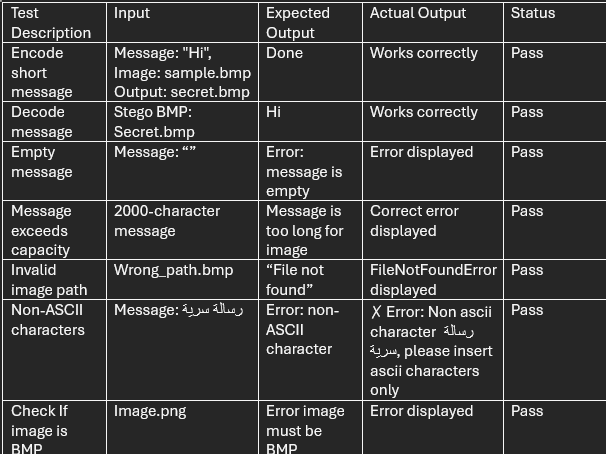 Test Description | Input | Expected Output | Actual Output | Status
Encode short message | Message: "Hi", Image: sample.bmp Output: secret.bmp | Done | Works correctly | Pass
Decode message | Stego BMP: Secret.bmp | Hi | Works correctly | Pass
Empty message | Message: “” | Error: message is empty | Error displayed | Pass
Message exceeds capacity | 2000-character message | Message is too long for image | Correct error displayed | Pass
Invalid image path | Wrong_path.bmp | “File not found” | FileNotFoundError displayed | Pass
Non-ASCII characters | Message: رسالة سرية | Error: non-ASCII character | ✗ Error: Non ascii character رسالة سرية, please insert ascii characters only | Pass
Check If image is BMP | Image.png | Error image must be BMP | Error displayed | Pass